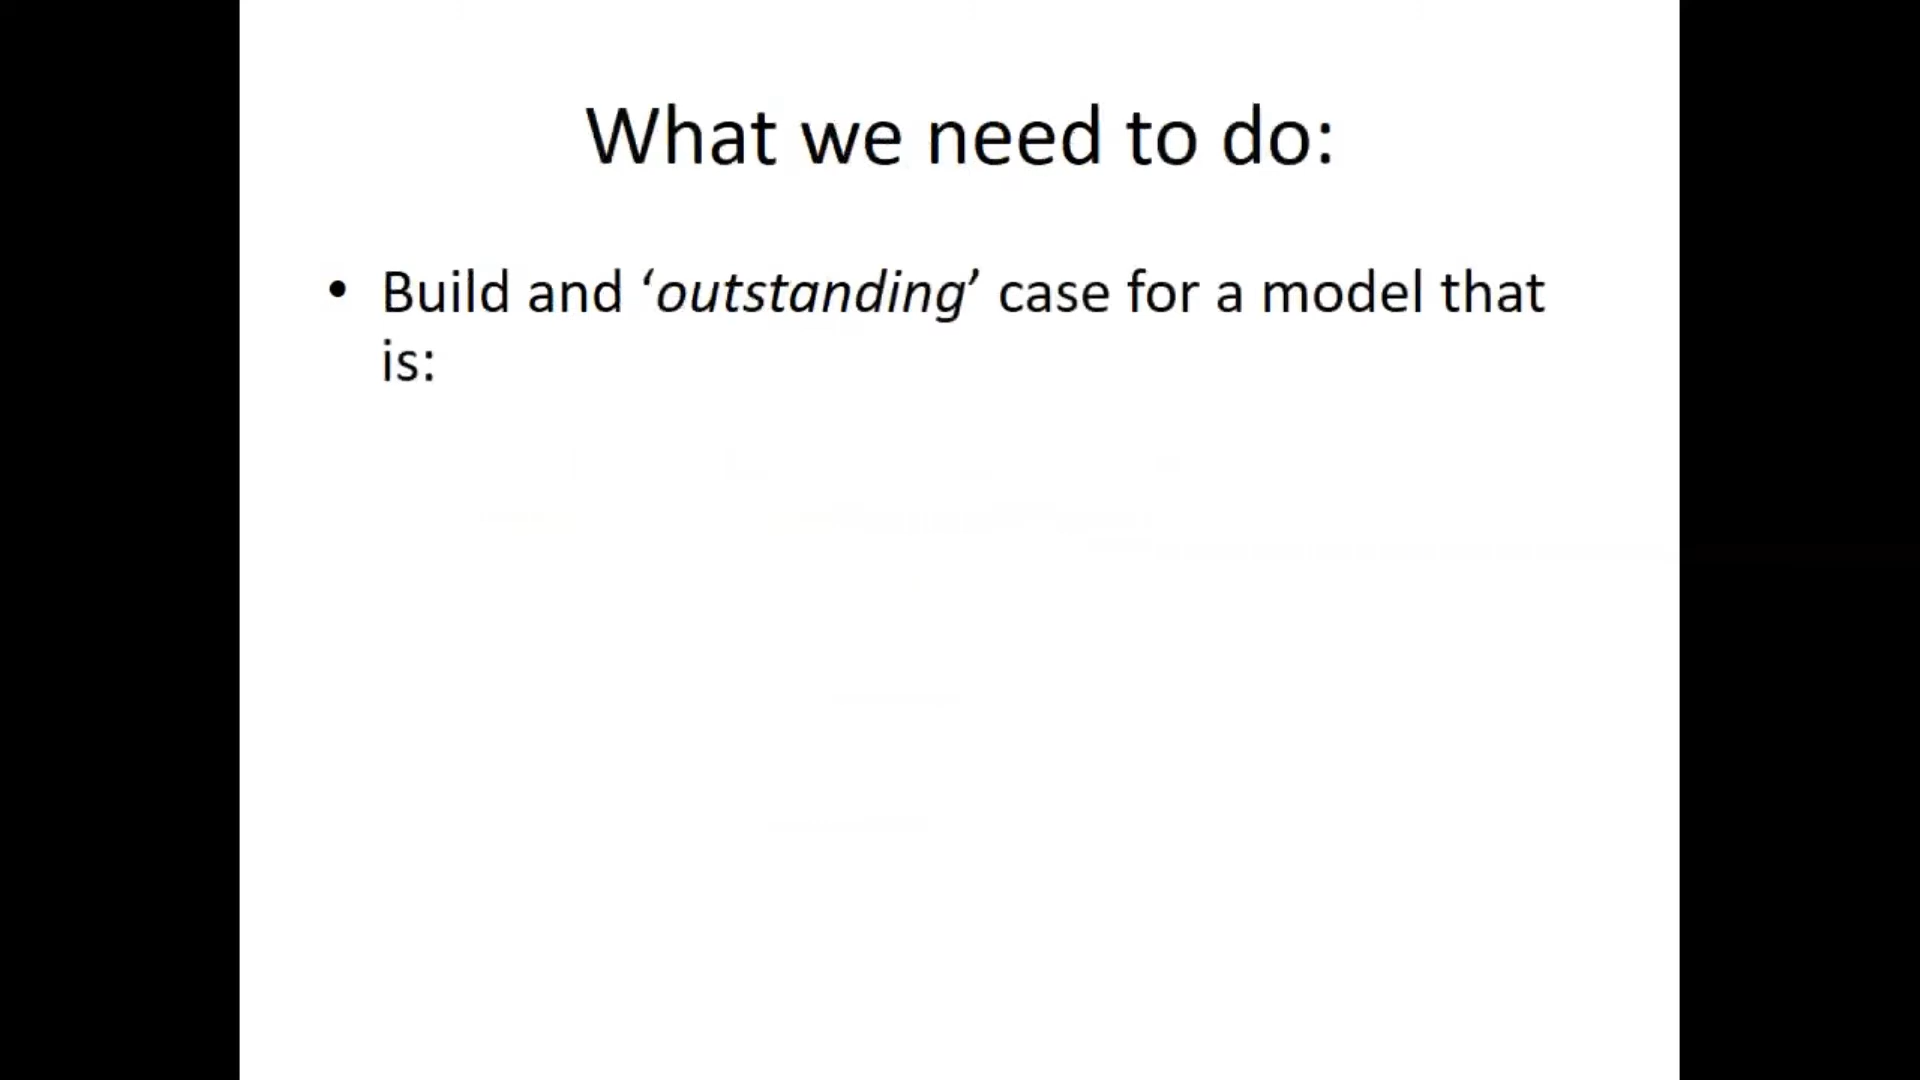 What we need to do:
• Build and ‘outstanding’ case for a model that
is: